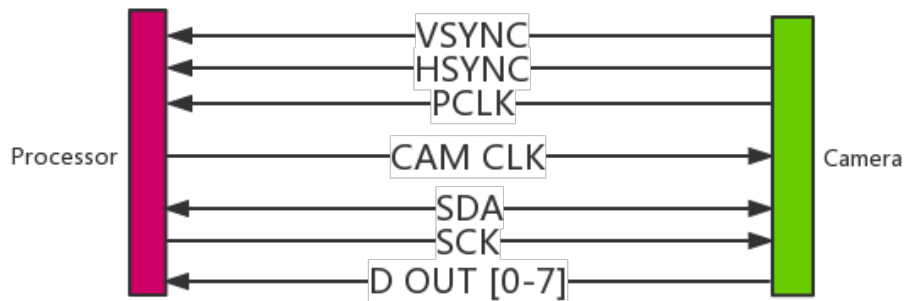 VSYNC
HSYNC
PCLK
Processor
CAM CLK
Camera
SDA
SCK
D OUT [0-7]